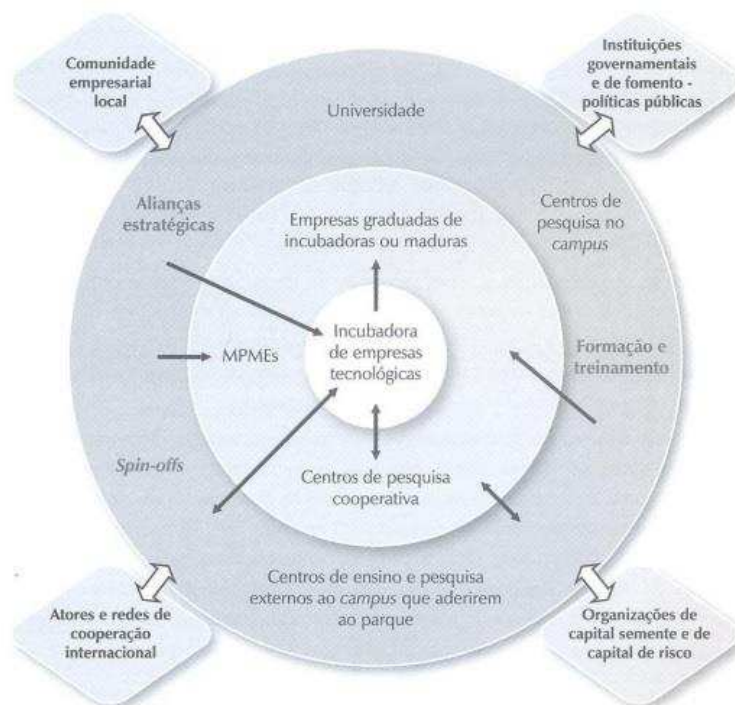 Comunidade
empresarial
local
Instituições
governamentais
e de fomento -
políticas públicas
Universidade
Alianças
estratégicas
Centros de
pesquisa no
campus
Empresas graduadas de
incubadoras ou maduras
Incubadora
de empresas
tecnológicas
MPMEs
Formação e
treinamento
Spin-offs
Centros de pesquisa
cooperativa
Centros de ensino e pesquisa
externos ao campus que aderirem
ao parque
Atores e redes de
cooperação
internacional
Organizações de
capital semente e de
capital de risco